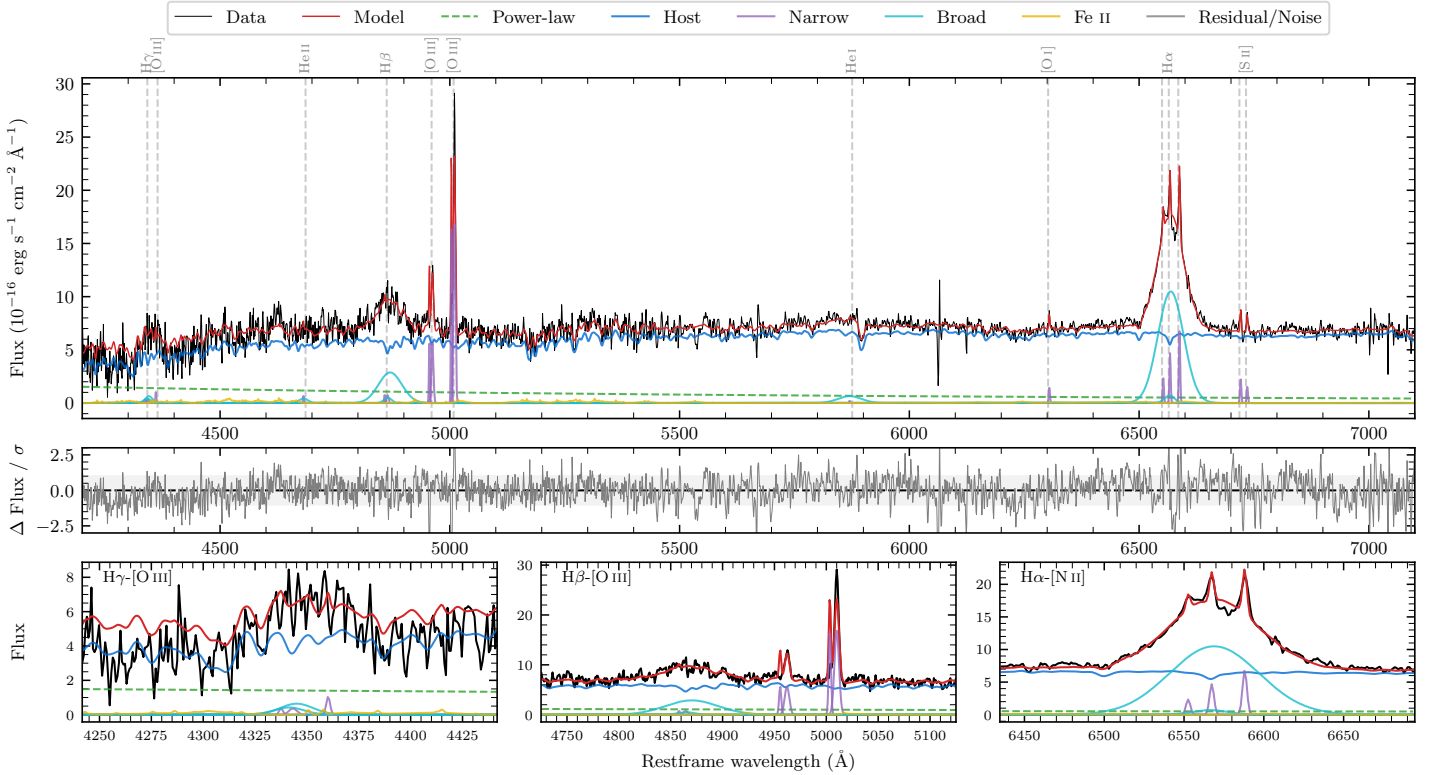 Data Model Power-law Host Narrow Broad Fe II Residual/Noise
Hγ [O III] He II Hβ [O III] [O III] He I [O I] Hα [S II]
Flux (10⁻¹⁶ erg s⁻¹ cm⁻² Å⁻¹)
30
25
20
15
10
5
0
4500 5000 5500 6000 6500 7000
Δ Flux / σ
2.5
0.0
−2.5
4500 5000 5500 6000 6500 7000
Flux
Hγ-[O III]
8
6
4
2
0
4250 4275 4300 4325 4350 4375 4400 4425
Hβ-[O III]
30
20
10
0
4750 4800 4850 4900 4950 5000 5050 5100
Hα-[N II]
20
15
10
5
0
6450 6500 6550 6600 6650
Restframe wavelength (Å)